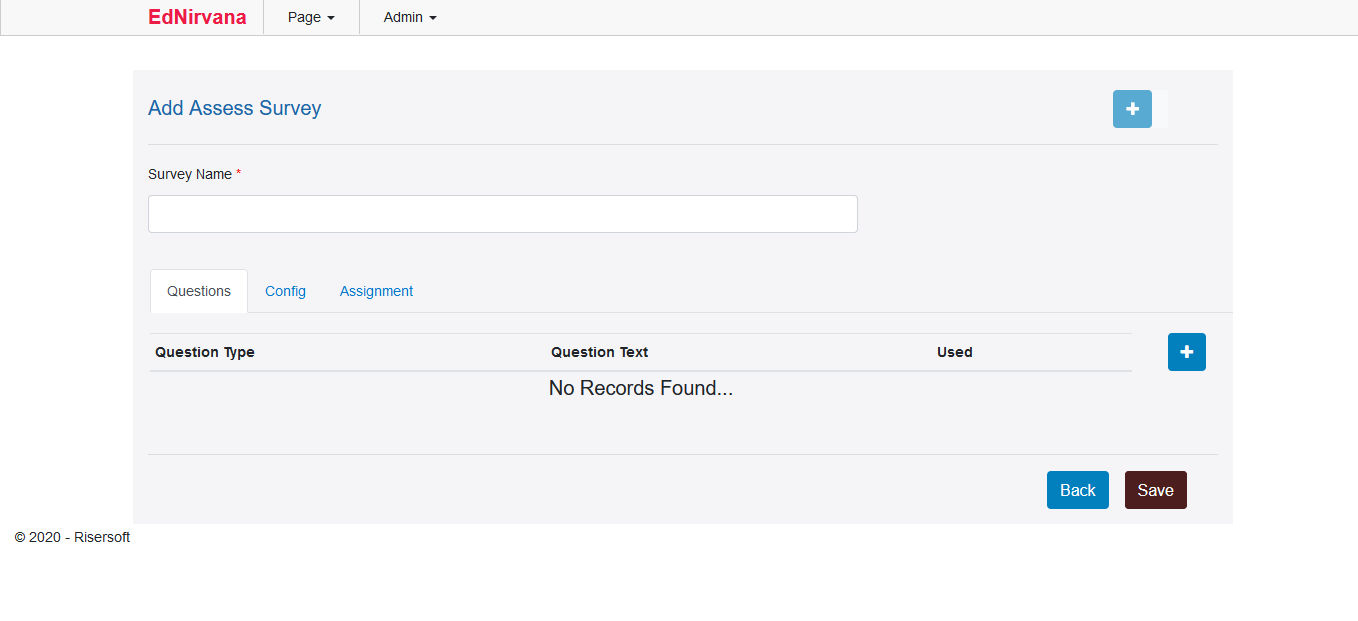 EdNirvana Page Admin
Add Assess Survey
Survey Name *
Questions Config Assignment
Question Type Question Text Used
No Records Found...
Back Save
© 2020 - Risersoft